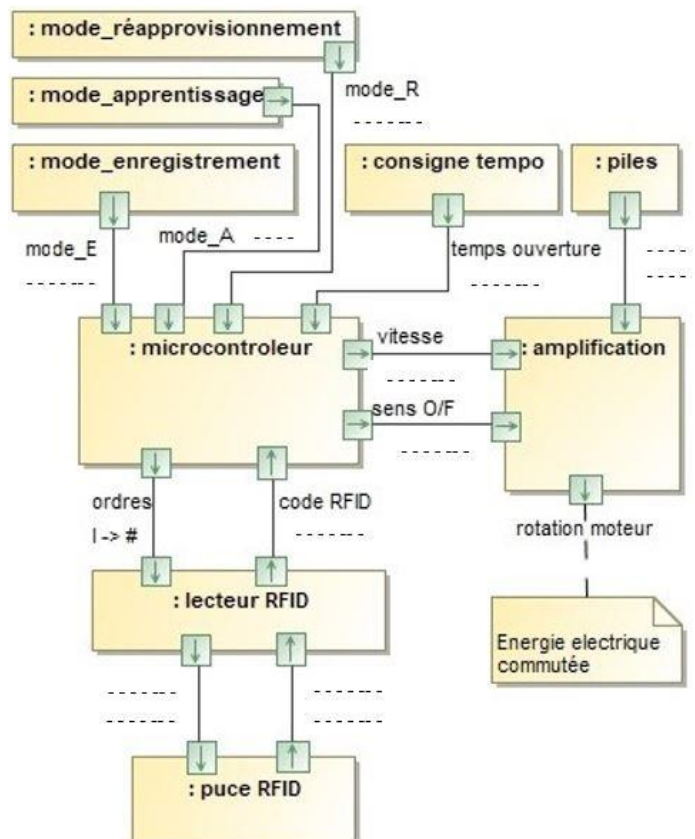 : mode_réapprovisionnement
: mode_apprentissage
mode_R
: mode_enregistrement
: consigne tempo
: piles
mode_E
mode_A
temps ouverture
: microcontroleur
vitesse
: amplification
sens O/F
ordres
code RFID
I -> #
rotation moteur
: lecteur RFID
Energie electrique
commutée
: puce RFID